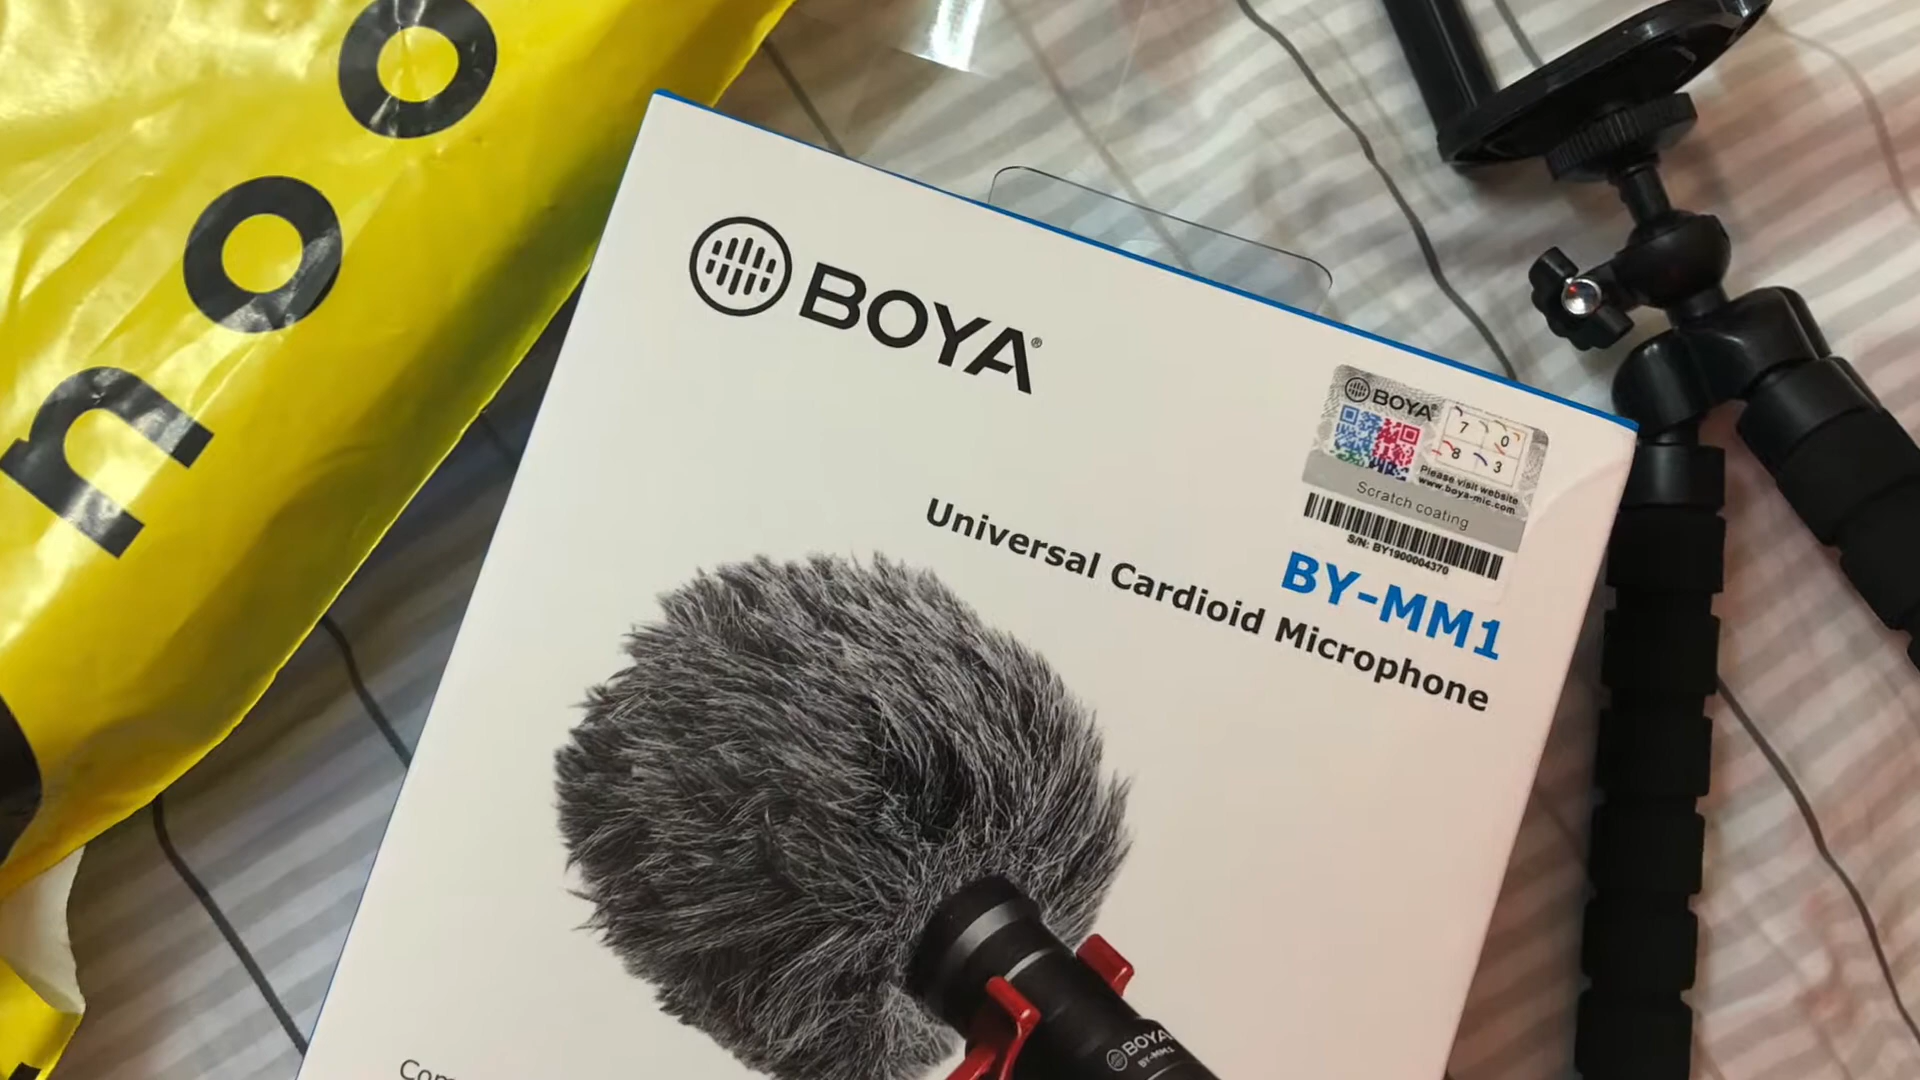 noo
BOYA®
BOYA®
7 0
8 3
Please visit website
www.boya-mic.com
Scratch coating
S/N: BY1900004370
BY-MM1
Universal Cardioid Microphone
BOYA
BY-MM1